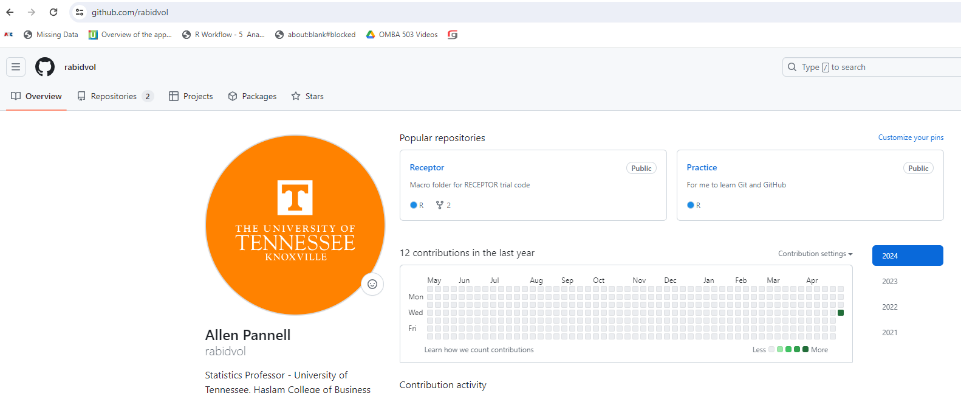 github.com/rabidvol
Missing Data Overview of the app... R Workflow - 5 Ana... about:blank#blocked OMBA 503 Videos
rabidvol Type / to search
Overview Repositories 2 Projects Packages Stars
Popular repositories Customize your pins
Receptor Public
Macro folder for RECEPTOR trial code
R 2
Practice Public
For me to learn Git and GitHub
R
T
THE UNIVERSITY OF
TENNESSEE
KNOXVILLE
12 contributions in the last year Contribution settings
2024
2023
2022
2021
May Jun Jul Aug Sep Oct Nov Dec Jan Feb Mar Apr
Mon
Wed
Fri
Learn how we count contributions Less More
Allen Pannell
rabidvol
Statistics Professor - University of
Tennessee, Haslam College of Business
Contribution activity